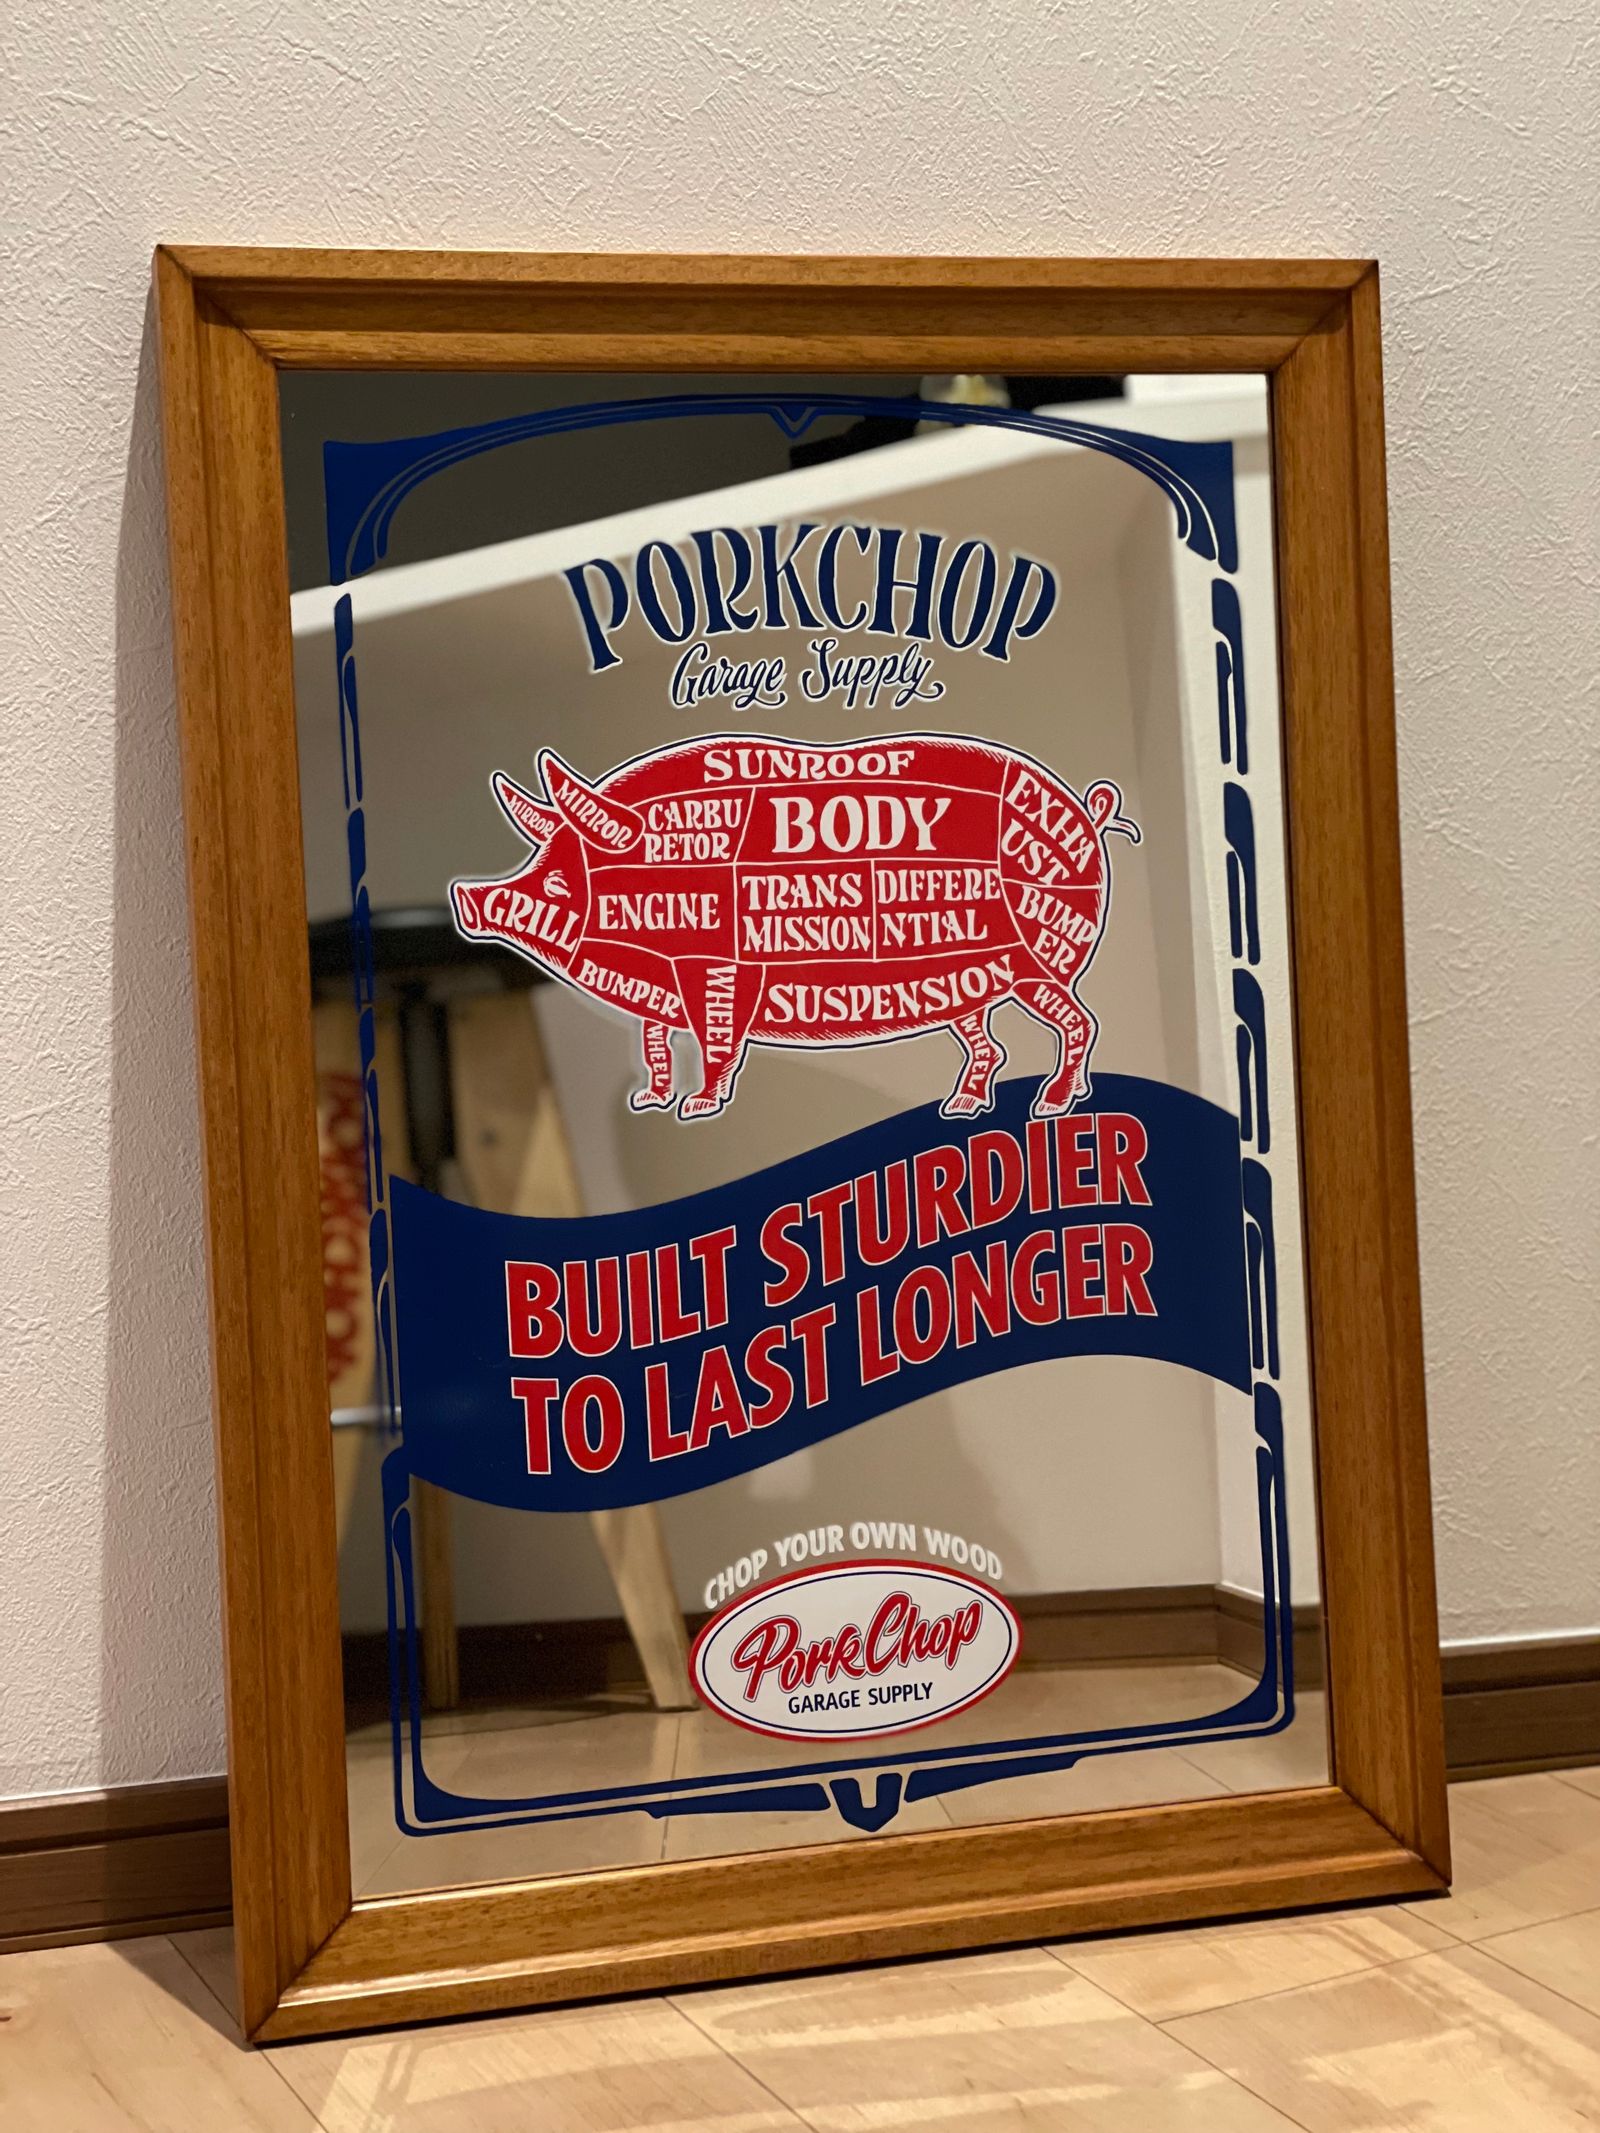 PORKCHOP
Garage Supply
SUNROOF
MIRROR
MIRROR
CARBU
RETOR
BODY
EXHA
UST
GRILL
ENGINE
TRANS
MISSION
DIFFERE
NTIAL
BUMP
ER
BUMPER
WHEEL
WHEEL
SUSPENSION
WHEEL
WHEEL
BUILT STURDIER
TO LAST LONGER
CHOP YOUR OWN WOOD
PorkChop
GARAGE SUPPLY